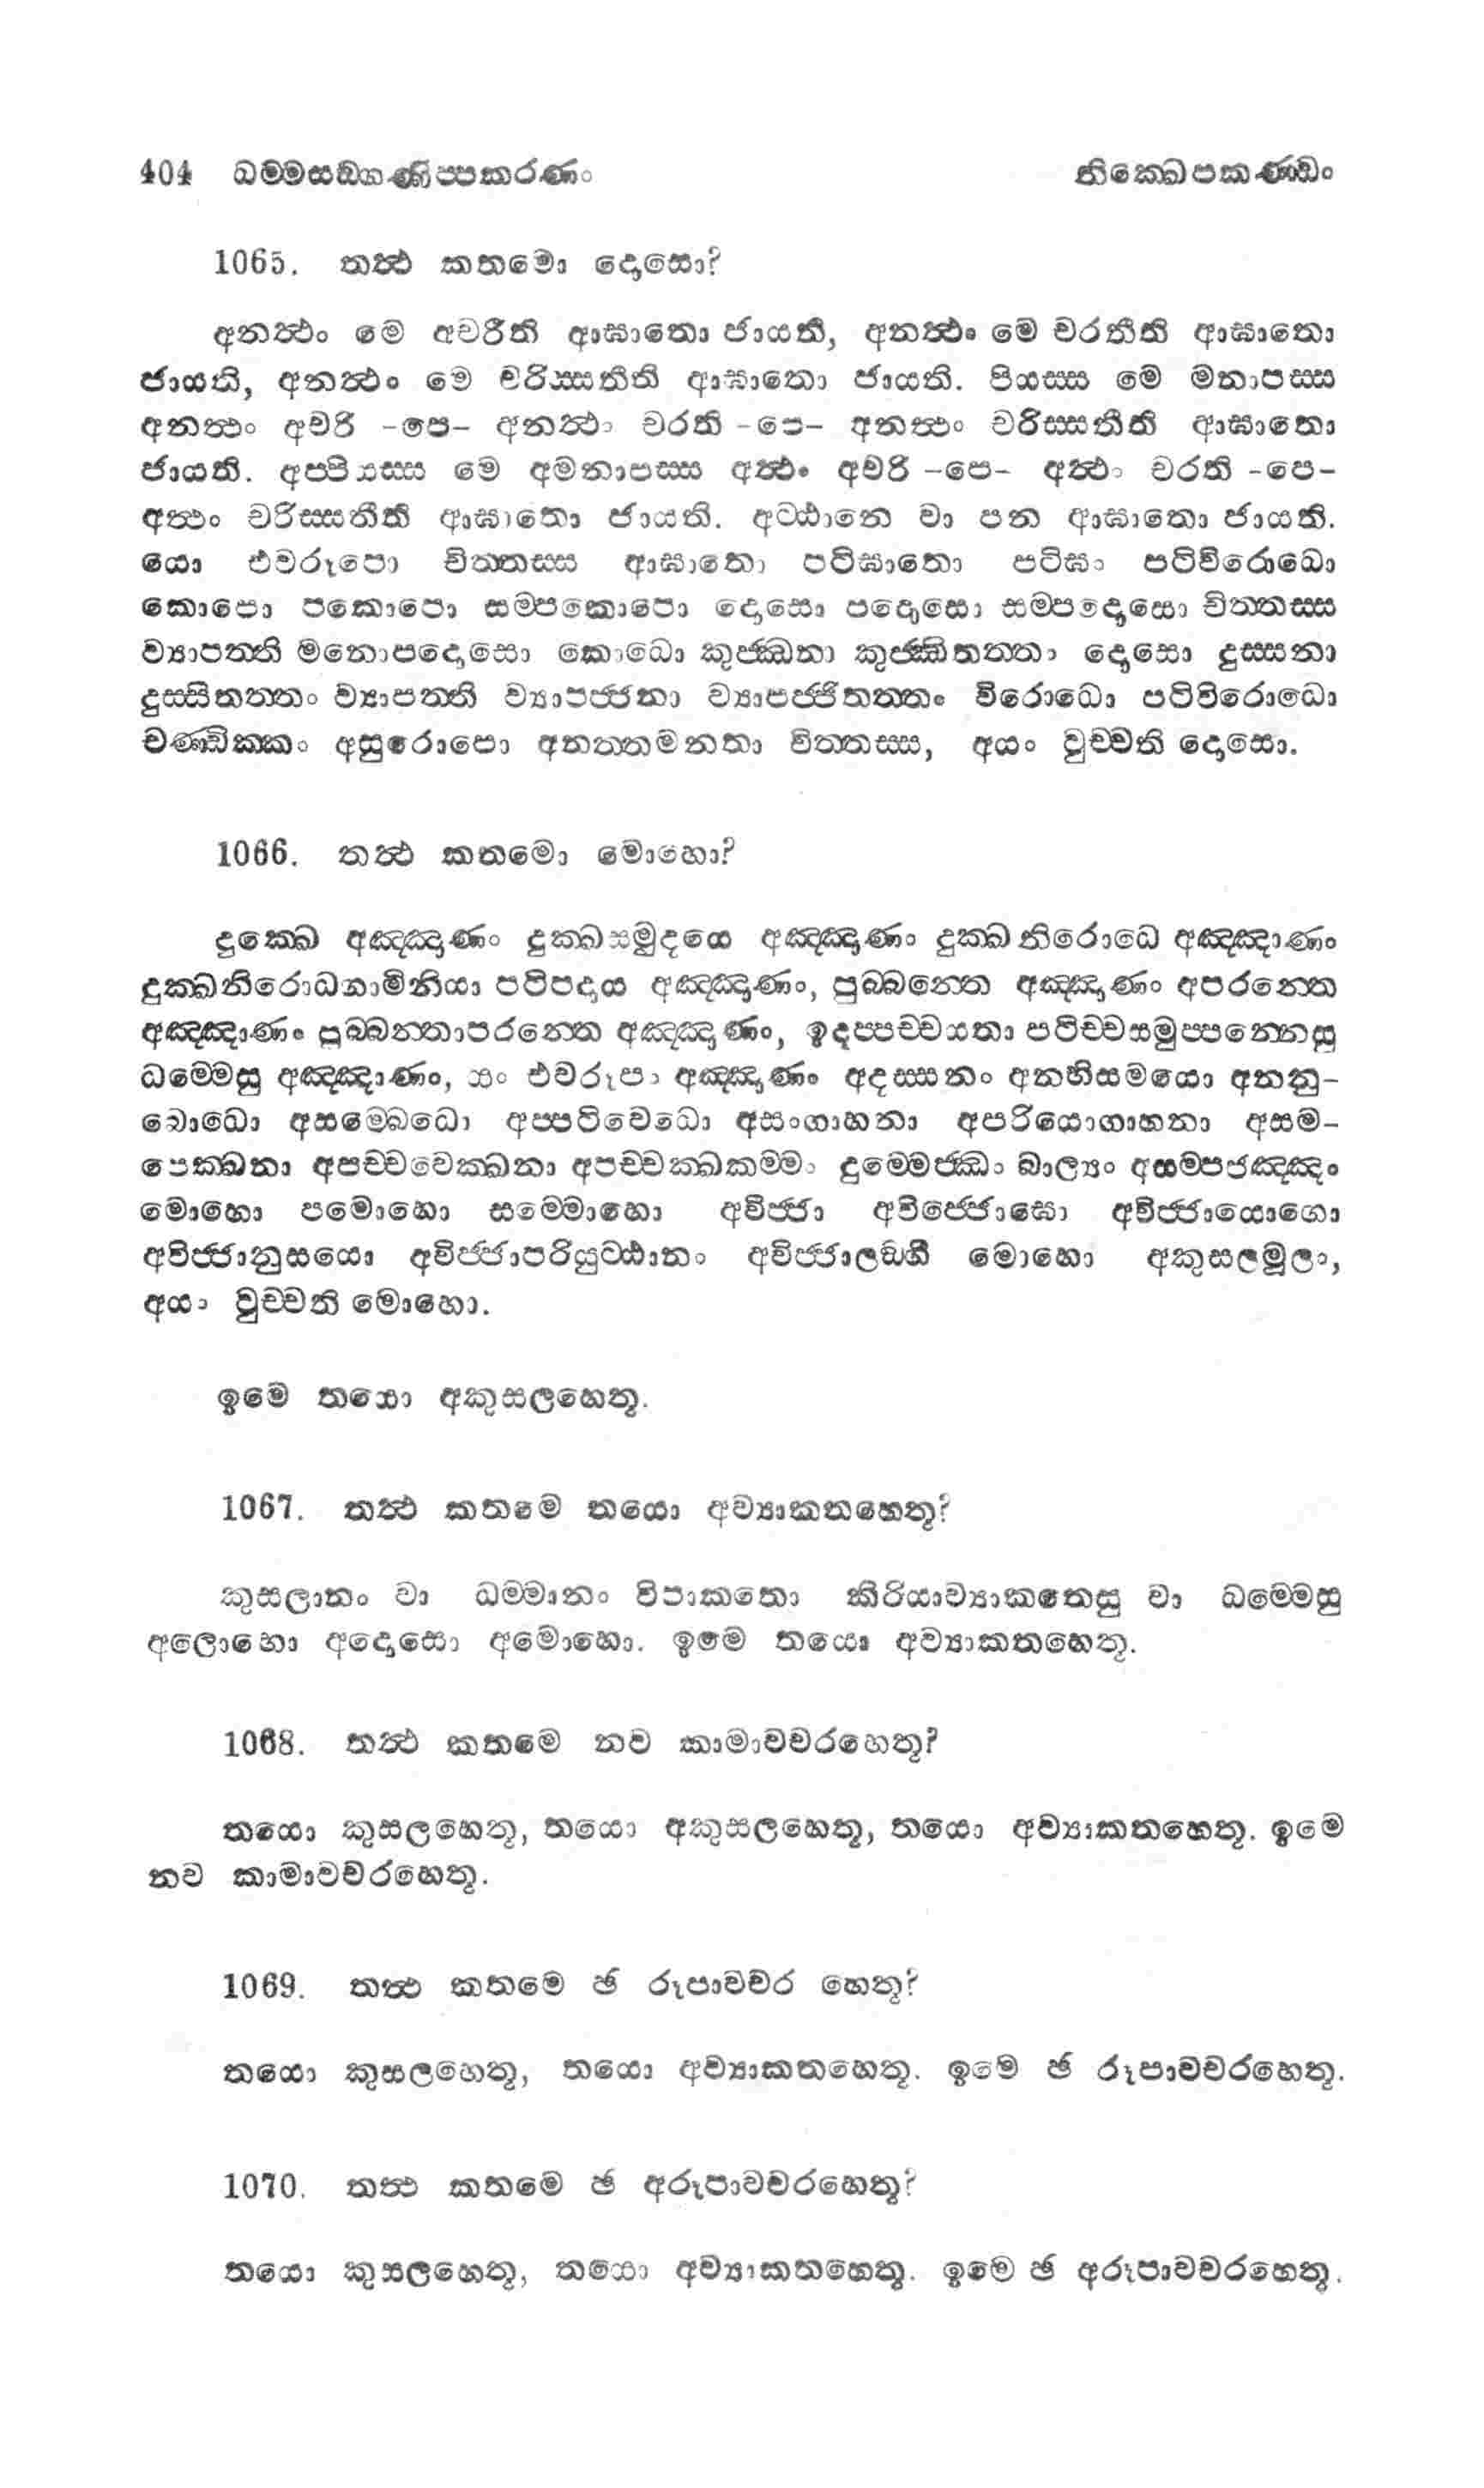 404 ධම්මසඞ්ගණිප්පකරණං නික්ඛෙපකණ්ඩං
1065. තත්‍ථ කතමො දොසො?
අනත්‍ථං මෙ අචරීති ආඝාතො ජායති, අනත්‍ථං මෙ චරතීති ආඝාතො
ජායති, අනත්‍ථං මෙ චරිස්සතීති ආඝාතො ජායති. පියස්ස මෙ මනාපස්ස
අනත්‍ථං අචරි -පෙ- අනත්‍ථං චරති -පෙ- අනත්‍ථං චරිස්සතීති ආඝාතො
ජායති. අප්පියස්ස මෙ අමනාපස්ස අත්‍ථං අචරි -පෙ- අත්‍ථං චරති -පෙ-
අත්‍ථං චරිස්සතීති ආඝාතො ජායති. අට්ඨානෙ වා පන ආඝාතො ජායති.
යො එවරූපො චිත්තස්ස ආඝාතො පටිඝාතො පටිඝං පටිවිරොධො
කොපො පකොපො සම්පකොපො දොසො පදොසො සම්පදොසො චිත්තස්ස
ව්‍යාපත්ති මනොපදොසො කොධො කුජ්ඣනා කුජ්ඣිතත්තං දොසො දුස්සනා
දුස්සිතත්තං ව්‍යාපත්ති ව්‍යාපජ්ජනා ව්‍යාපජ්ජිතත්තං විරොධො පටිවිරොධො
චණ්ඩික්කං අසුරොපො අනත්තමනතා චිත්තස්ස, අයං වුච්චති දොසො.
1066. තත්‍ථ කතමො මොහො?
දුක්ඛෙ අඤ්ඤාණං දුක්ඛසමුදයෙ අඤ්ඤාණං දුක්ඛනිරොධෙ අඤ්ඤාණං
දුක්ඛනිරොධගාමිනියා පටිපදාය අඤ්ඤාණං, පුබ්බන්තෙ අඤ්ඤාණං අපරන්තෙ
අඤ්ඤාණං පුබ්බන්තාපරන්තෙ අඤ්ඤාණං, ඉදප්පච්චයතා පටිච්චසමුප්පන්නෙසු
ධම්මෙසු අඤ්ඤාණං, යං එවරූපං අඤ්ඤාණං අදස්සනං අනභිසමයො අනනු-
බොධො අසම්බොධො අප්පටිවෙධො අසංගාහනා අපරියොගාහනා අසම-
පෙක්ඛනා අපච්චවෙක්ඛනා අපච්චක්ඛකම්මං දුම්මෙජ්ඣං බාල්‍යං අසම්පජඤ්ඤං
මොහො පමොහො සම්මොහො අවිජ්ජා අවිජ්ජොඝො අවිජ්ජායොගො
අවිජ්ජානුසයො අවිජ්ජාපරියුට්ඨානං අවිජ්ජාලඞ්ගී මොහො අකුසලමූලං,
අයං වුච්චති මොහො.
ඉමෙ තයො අකුසලහෙතූ.
1067. තත්‍ථ කතමෙ තයො අව්‍යාකතහෙතූ?
කුසලානං වා ධම්මානං විපාකතො කිරියාව්‍යාකතෙසු වා ධම්මෙසු
අලොභො අදොසො අමොහො. ඉමෙ තයො අව්‍යාකතහෙතූ.
1068. තත්‍ථ කතමෙ නව කාමාවචරහෙතූ?
තයො කුසලහෙතූ, තයො අකුසලහෙතූ, තයො අව්‍යාකතහෙතූ. ඉමෙ
නව කාමාවචරහෙතූ.
1069. තත්‍ථ කතමෙ ඡ රූපාවචර හෙතූ?
තයො කුසලහෙතූ, තයො අව්‍යාකතහෙතූ. ඉමෙ ඡ රූපාවචරහෙතූ.
1070. තත්‍ථ කතමෙ ඡ අරූපාවචරහෙතූ?
තයො කුසලහෙතූ, තයො අව්‍යාකතහෙතූ. ඉමෙ ඡ අරූපාවචරහෙතූ.